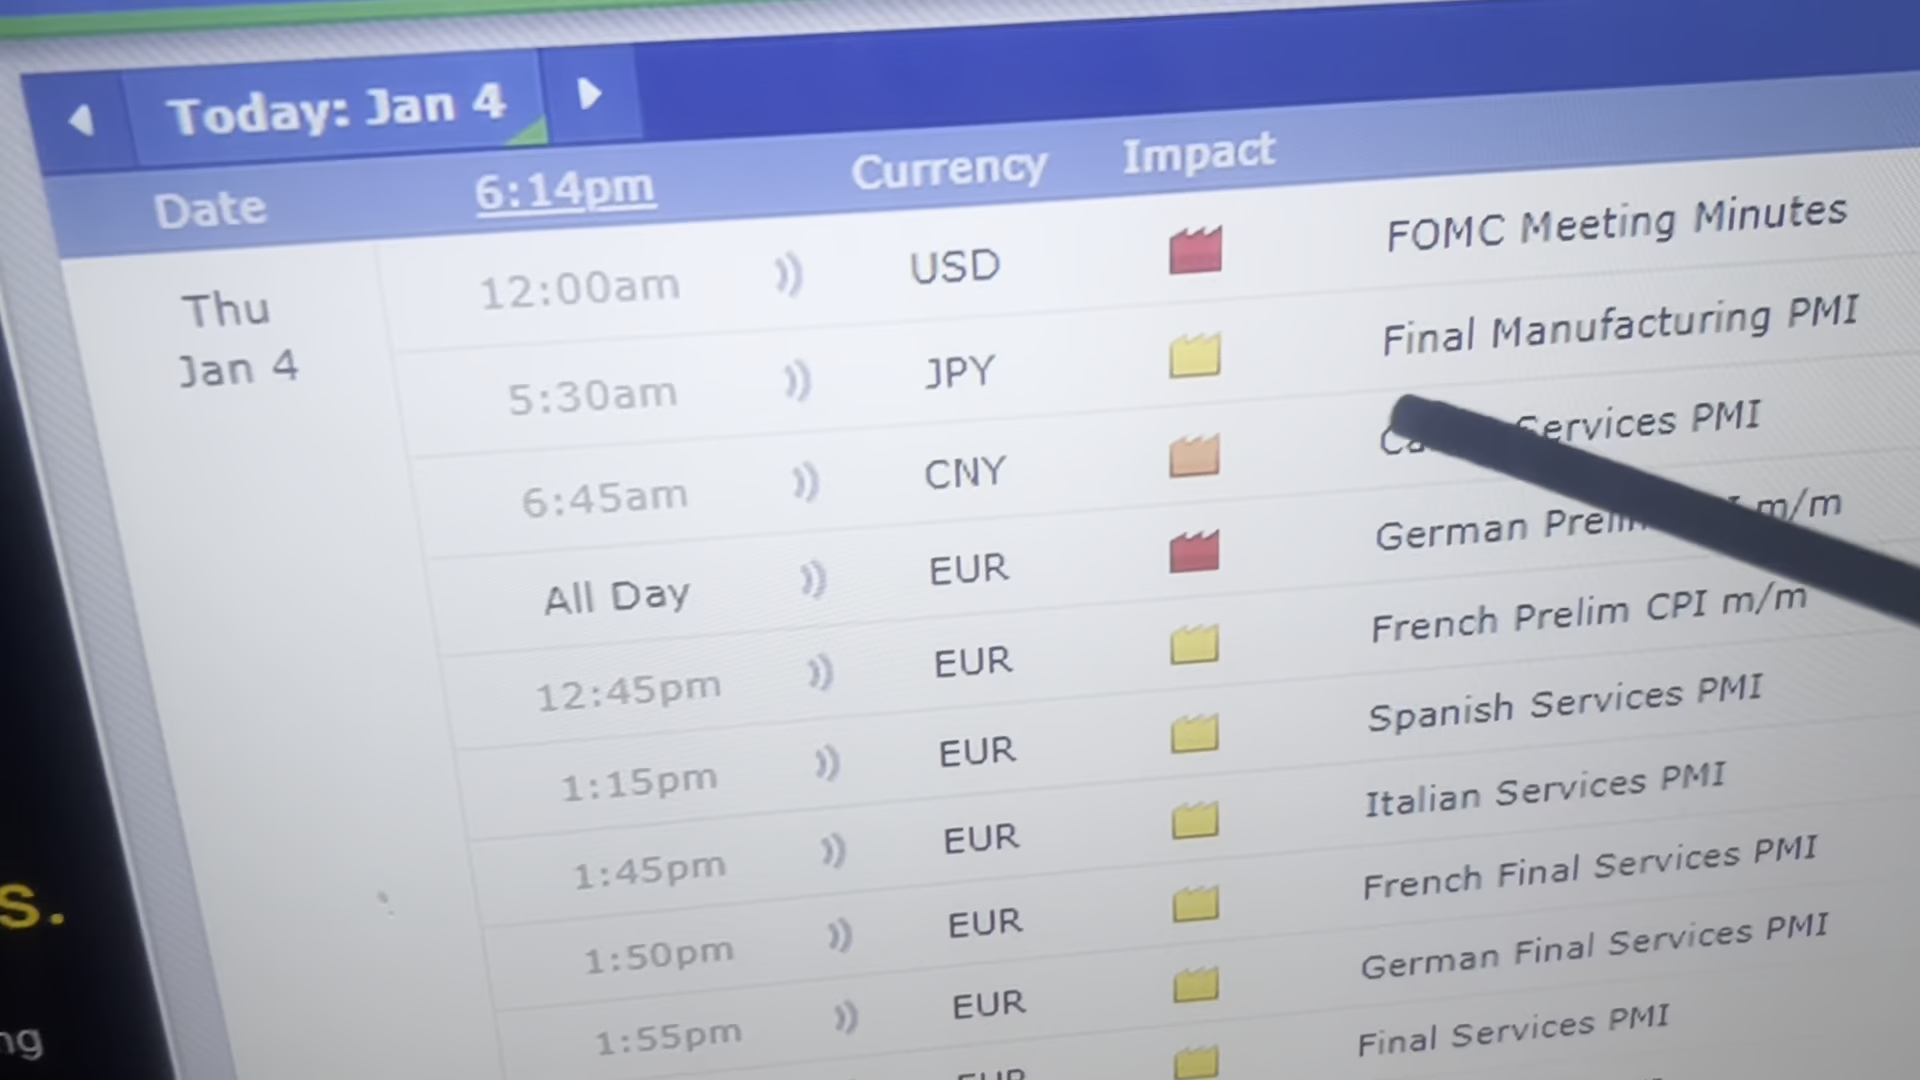 Today: Jan 4
Date 6:14pm Currency Impact
Thu
Jan 4
12:00am USD FOMC Meeting Minutes
5:30am JPY Final Manufacturing PMI
6:45am CNY Services PMI
All Day EUR German Prelim m/m
12:45pm EUR French Prelim CPI m/m
1:15pm EUR Spanish Services PMI
1:45pm EUR Italian Services PMI
1:50pm EUR French Final Services PMI
1:55pm EUR German Final Services PMI
EUR Final Services PMI
s.
ng